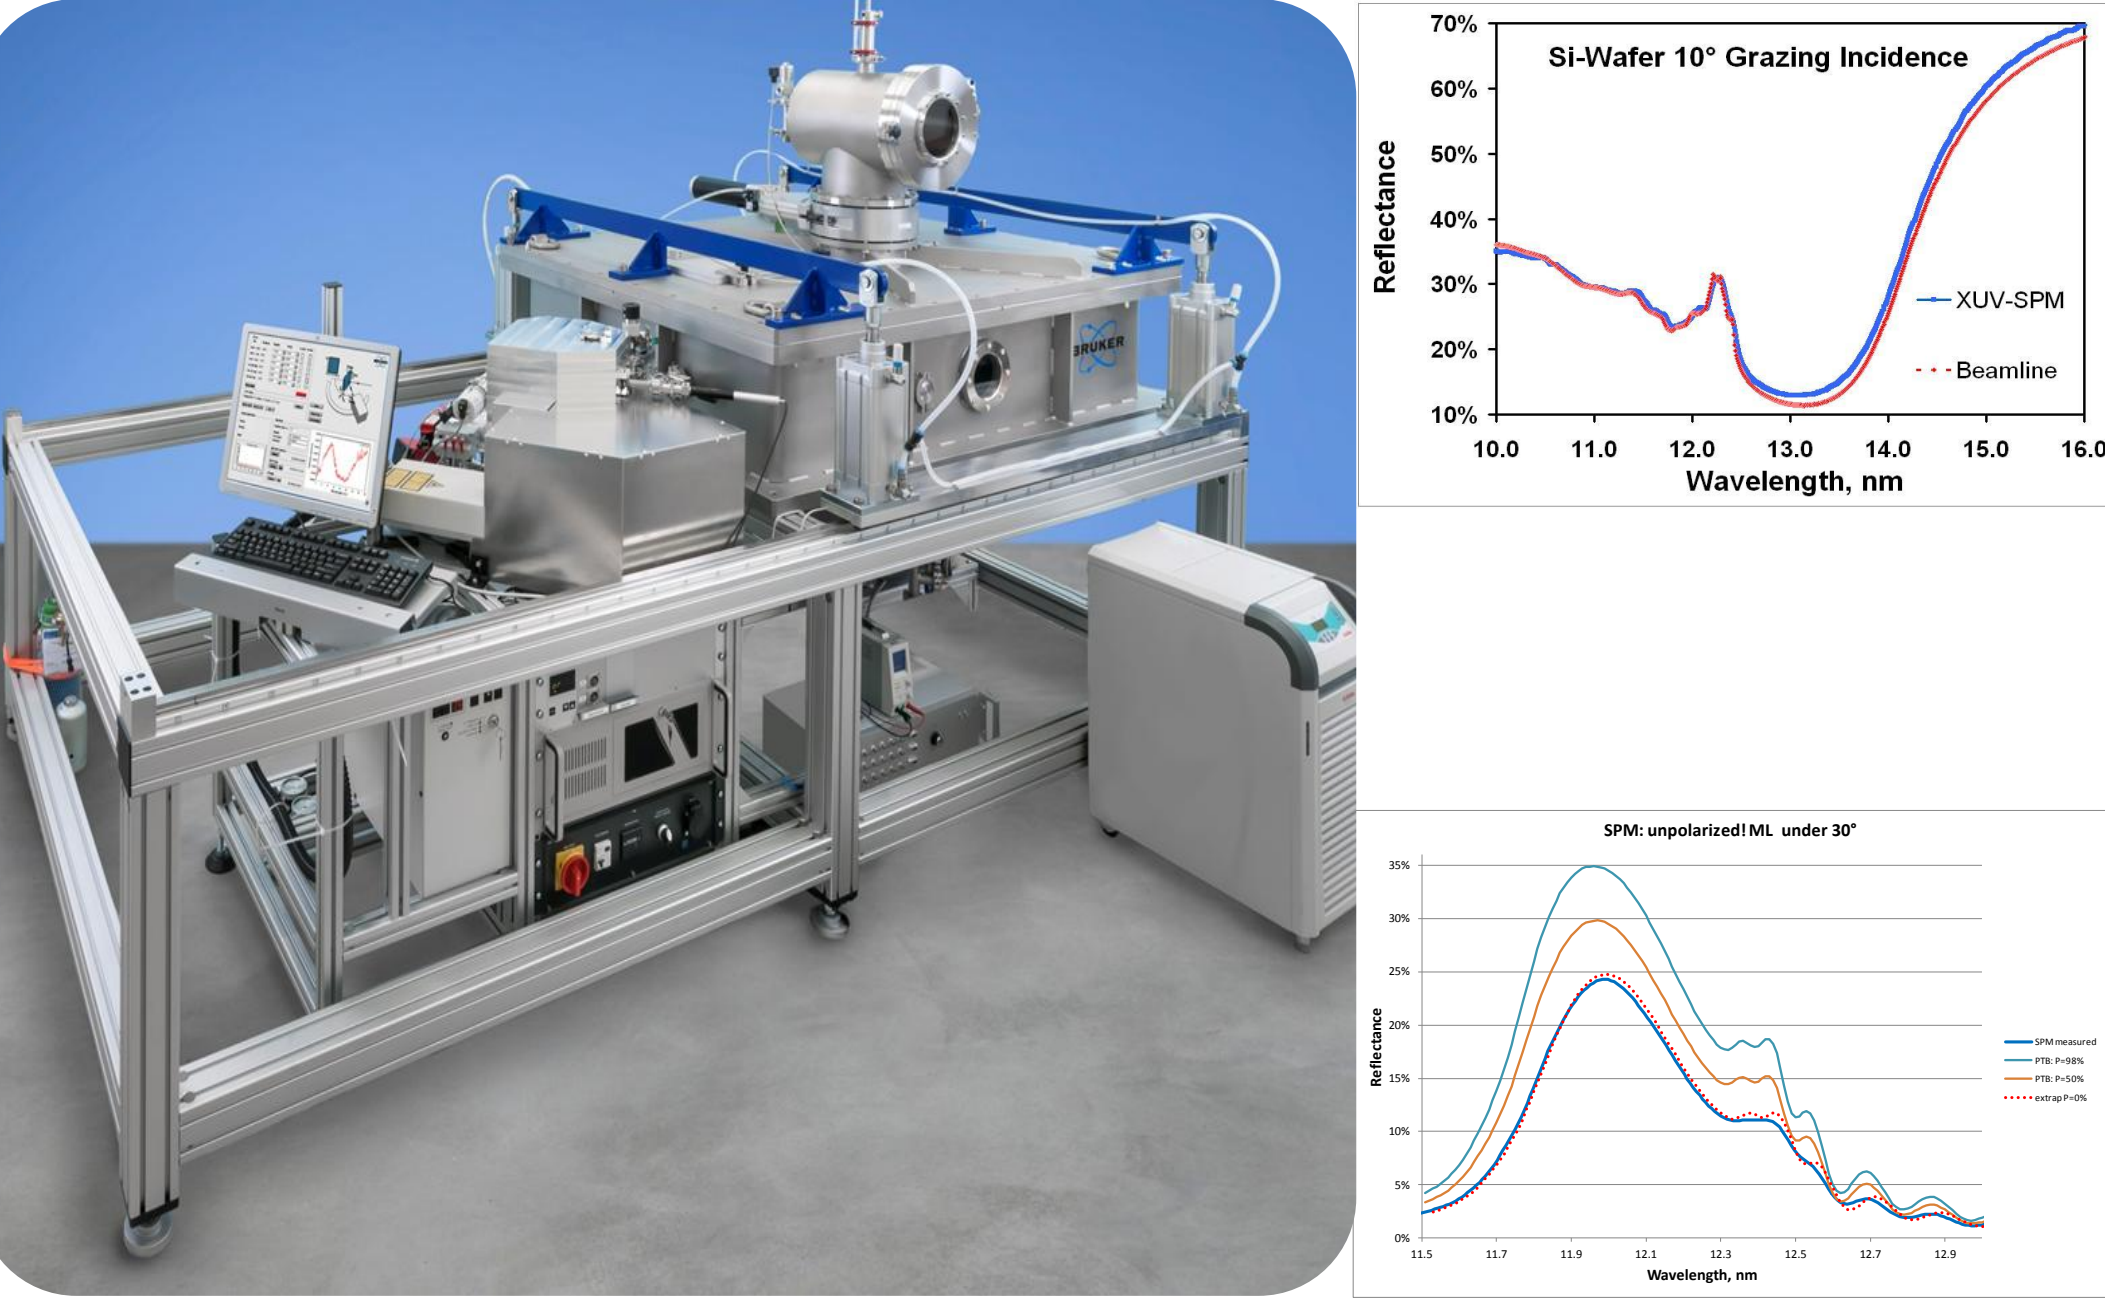 BRUKER
Si-Wafer 10° Grazing Incidence
Reflectance
70%
60%
50%
40%
30%
20%
10%
XUV-SPM
Beamline
10.0 11.0 12.0 13.0 14.0 15.0 16.0
Wavelength, nm
SPM: unpolarized! ML under 30°
Reflectance
35%
30%
25%
20%
15%
10%
5%
0%
SPM measured
PTB: P=98%
PTB: P=50%
extrap P=0%
11.5 11.7 11.9 12.1 12.3 12.5 12.7 12.9
Wavelength, nm